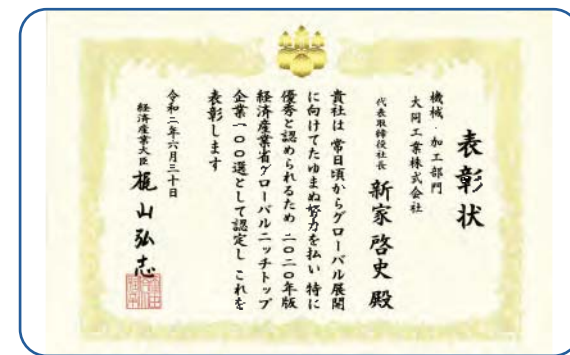 表彰状
機械・加工部門
大同工業株式会社
代表取締役社長 新家啓史 殿
貴社は 常日頃からグローバル展開
に向けてたゆまぬ努力を払い 特に
優秀と認められるため 二〇二〇年版
経済産業省グローバルニッチトップ
企業一〇〇選として認定し これを
表彰します
令和二年六月三十日
経済産業大臣 梶山弘志